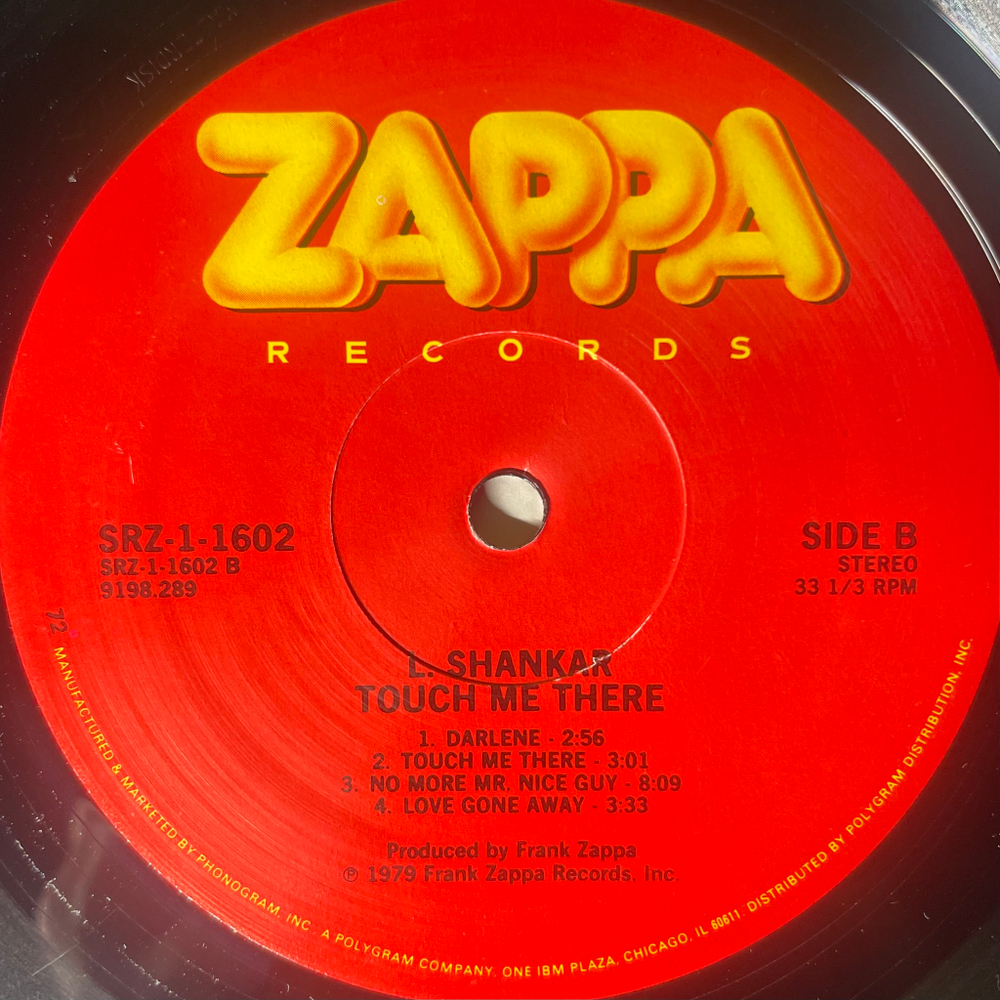 ZAPPA
RECORDS
SRZ-1-1602
SRZ-1-1602 B
9198.289
SIDE B
STEREO
33 1/3 RPM
L. SHANKAR
TOUCH ME THERE
1. DARLENE - 2:56
2. TOUCH ME THERE - 3:01
3. NO MORE MR. NICE GUY - 8:09
4. LOVE GONE AWAY - 3:33
Produced by Frank Zappa
℗ 1979 Frank Zappa Records, Inc.
72
MANUFACTURED & MARKETED BY PHONOGRAM, INC. A POLYGRAM COMPANY, ONE IBM PLAZA, CHICAGO, IL 60611. DISTRIBUTED BY POLYGRAM DISTRIBUTION, INC.